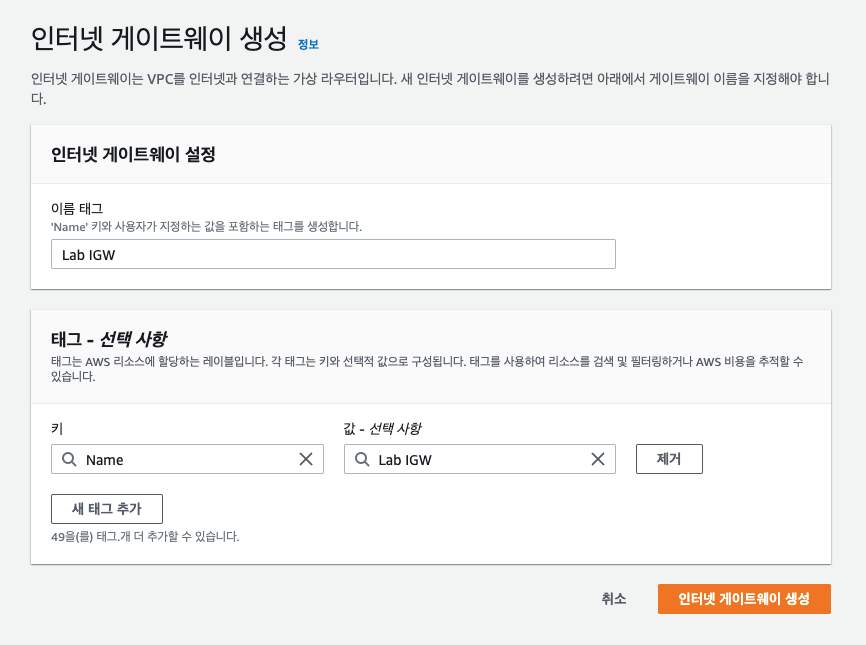 인터넷 게이트웨이 생성 정보
인터넷 게이트웨이는 VPC를 인터넷과 연결하는 가상 라우터입니다. 새 인터넷 게이트웨이를 생성하려면 아래에서 게이트웨이 이름을 지정해야 합니
다.
인터넷 게이트웨이 설정
이름 태그
'Name' 키와 사용자가 지정하는 값을 포함하는 태그를 생성합니다.
Lab IGW
태그 - 선택 사항
태그는 AWS 리소스에 할당하는 레이블입니다. 각 태그는 키와 선택적 값으로 구성됩니다. 태그를 사용하여 리소스를 검색 및 필터링하거나 AWS 비용을 추적할 수
있습니다.
키 값 - 선택 사항
Name Lab IGW 제거
새 태그 추가
49을(를) 태그.개 더 추가할 수 있습니다.
취소 인터넷 게이트웨이 생성